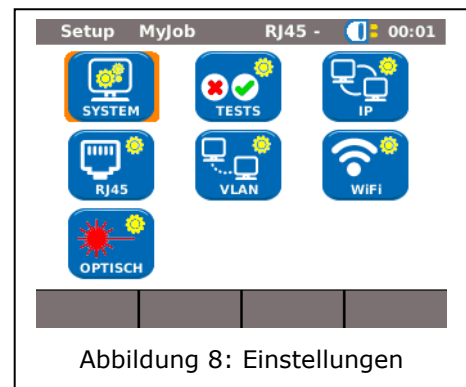 Setup MyJob RJ45 - 00:01
SYSTEM TESTS IP
RJ45 VLAN WiFi
OPTISCH
Abbildung 8: Einstellungen